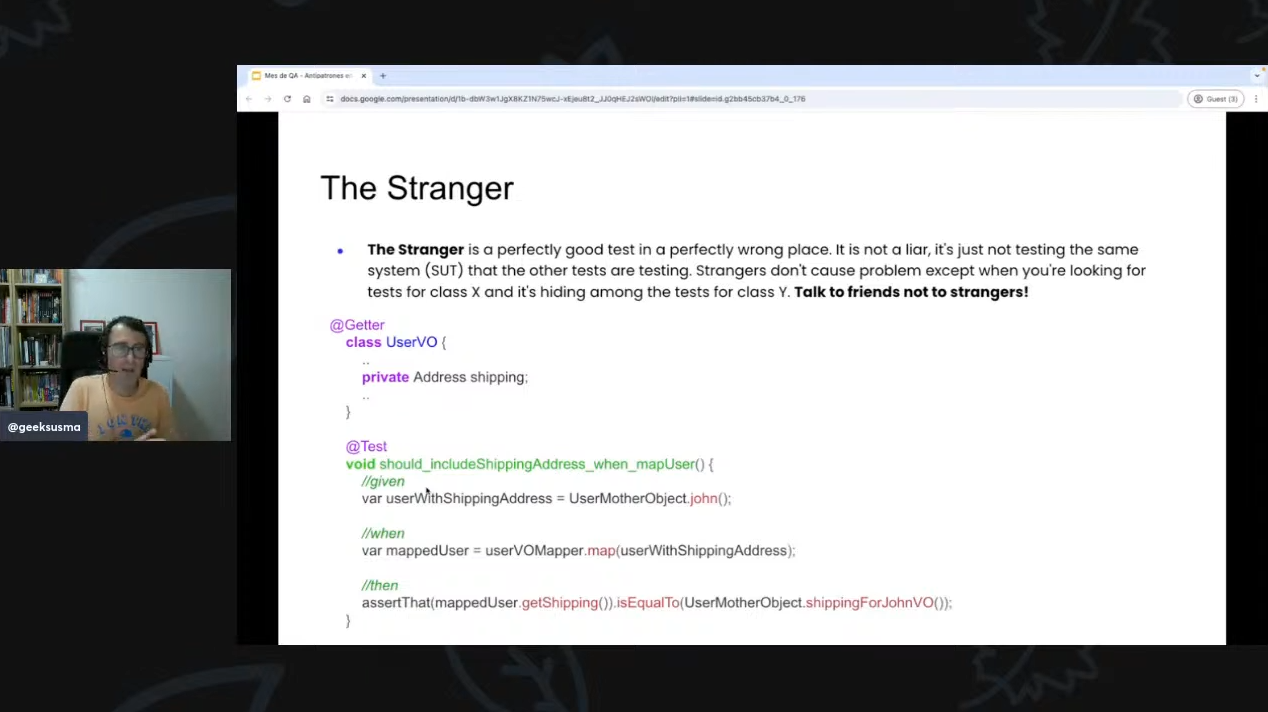 Mes de QA - Antipatrones en
docs.google.com/presentation/d/1b-dbW3w1JgX8KZ1N75wcJ-xEjeu8t2_JJ0qHEJ2sWOI/edit?pli=1#slide=id.g2bb45cb37b4_0_176
Guest (3)
The Stranger
• The Stranger is a perfectly good test in a perfectly wrong place. It is not a liar, it's just not testing the same
system (SUT) that the other tests are testing. Strangers don't cause problem except when you're looking for
tests for class X and it's hiding among the tests for class Y. Talk to friends not to strangers!
@Getter
class UserVO {
..
private Address shipping;
..
}
@Test
void should_includeShippingAddress_when_mapUser() {
//given
var userWithShippingAddress = UserMotherObject.john();
//when
var mappedUser = userVOMapper.map(userWithShippingAddress);
//then
assertThat(mappedUser.getShipping()).isEqualTo(UserMotherObject.shippingForJohnVO());
}
@geeksusma